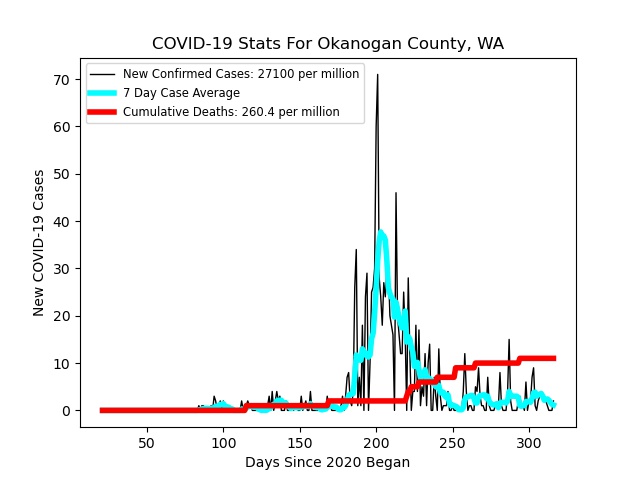 COVID-19 Stats For Okanogan County, WA
New Confirmed Cases: 27100 per million
7 Day Case Average
Cumulative Deaths: 260.4 per million
New COVID-19 Cases
70
60
50
40
30
20
10
0
50 100 150 200 250 300
Days Since 2020 Began